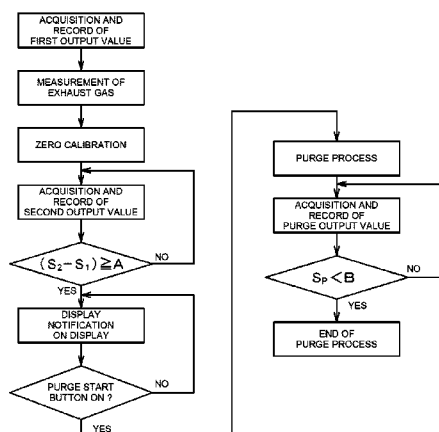 ACQUISITION AND
RECORD OF
FIRST OUTPUT VALUE
MEASUREMENT OF
EXHAUST GAS
ZERO CALIBRATION
ACQUISITION AND
RECORD OF
SECOND OUTPUT VALUE
(S₂−S₁)≧A
NO
YES
DISPLAY
NOTIFICATION
ON DISPLAY
PURGE START
BUTTON ON ?
NO
YES
PURGE PROCESS
ACQUISITION AND
RECORD OF
PURGE OUTPUT VALUE
Sₚ<B
NO
YES
END OF
PURGE PROCESS